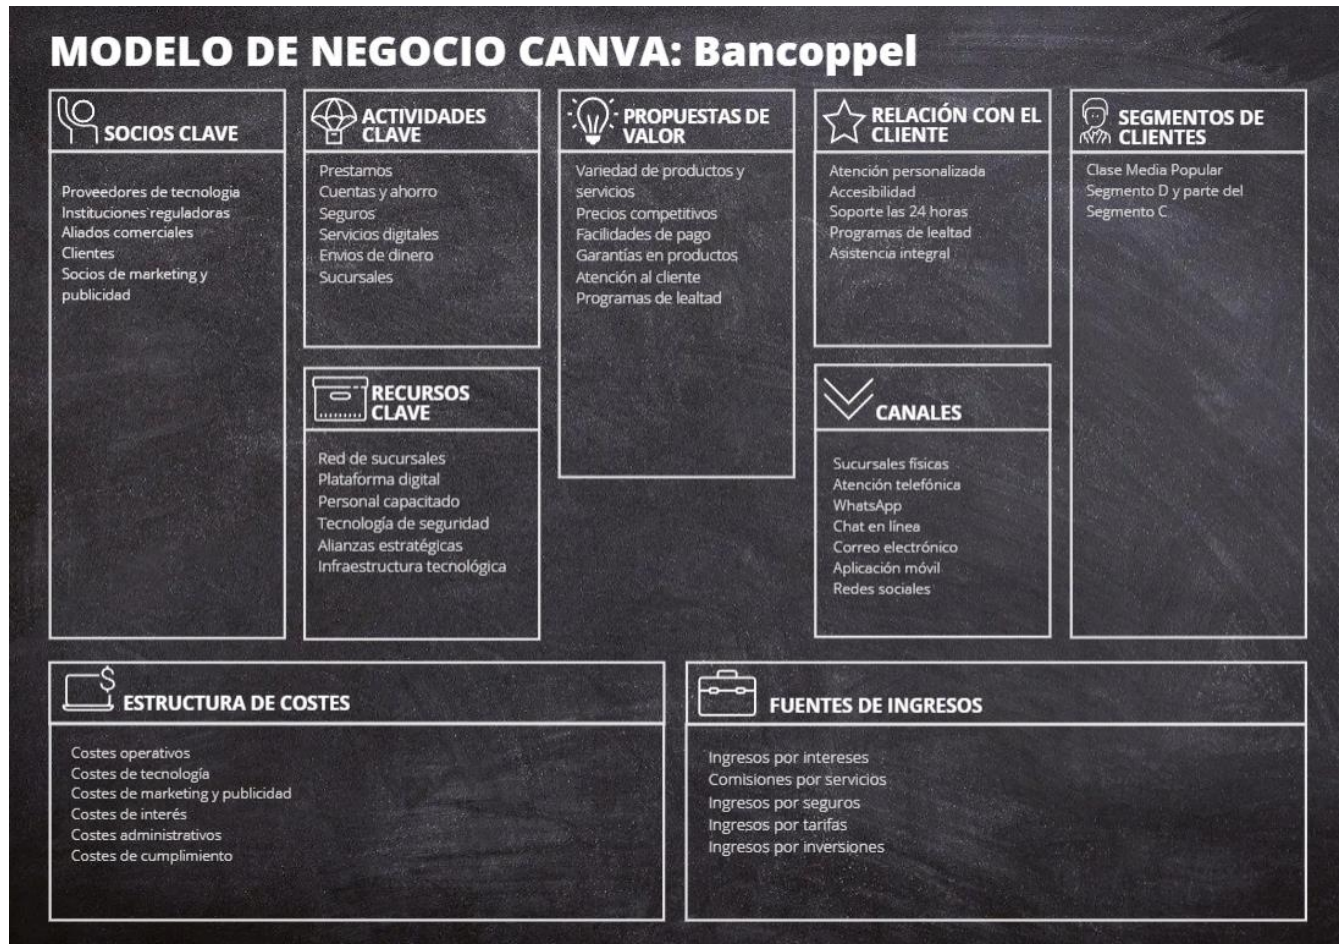 MODELO DE NEGOCIO CANVA: Bancoppel
SOCIOS CLAVE
Proveedores de tecnologia
Instituciones reguladoras
Aliados comerciales
Clientes
Socios de marketing y
publicidad
ACTIVIDADES
CLAVE
Prestamos
Cuentas y ahorro
Seguros
Servicios digitales
Envios de dinero
Sucursales
RECURSOS
CLAVE
Red de sucursales
Plataforma digital
Personal capacitado
Tecnología de seguridad
Alianzas estratégicas
Infraestructura tecnológica
PROPUESTAS DE
VALOR
Variedad de productos y
servicios
Precios competitivos
Facilidades de pago
Garantías en productos
Atención al cliente
Programas de lealtad
RELACIÓN CON EL
CLIENTE
Atención personalizada
Accesibilidad
Soporte las 24 horas
Programas de lealtad
Asistencia integral
CANALES
Sucursales físicas
Atención telefónica
WhatsApp
Chat en línea
Correo electrónico
Aplicación móvil
Redes sociales
SEGMENTOS DE
CLIENTES
Clase Media Popular
Segmento D y parte del
Segmento C
$
ESTRUCTURA DE COSTES
Costes operativos
Costes de tecnología
Costes de marketing y publicidad
Costes de interés
Costes administrativos
Costes de cumplimiento
FUENTES DE INGRESOS
Ingresos por intereses
Comisiones por servicios
Ingresos por seguros
Ingresos por tarifas
Ingresos por inversiones